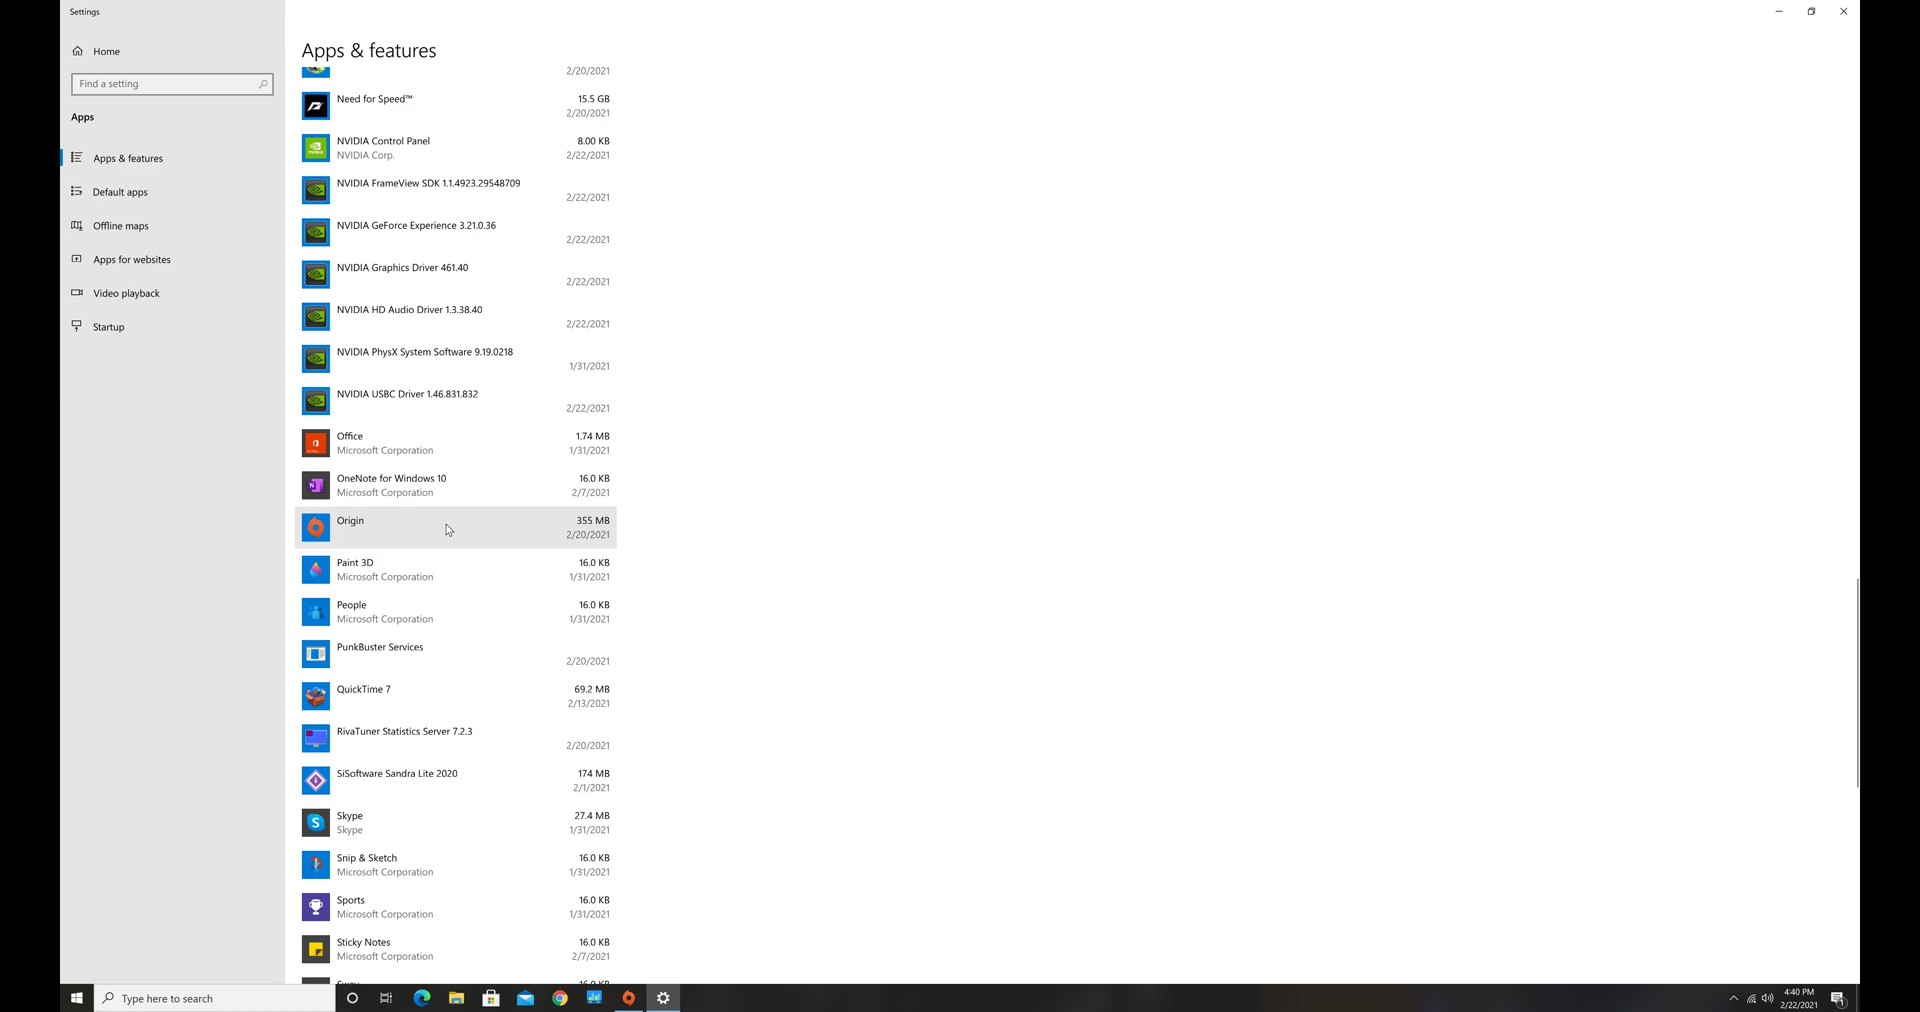 Settings
Home
Find a setting
Apps
Apps & features
Default apps
Offline maps
Apps for websites
Video playback
Startup
Apps & features
2/20/2021
Need for Speed™ 15.5 GB
2/20/2021
NVIDIA Control Panel 8.00 KB
NVIDIA Corp. 2/22/2021
NVIDIA FrameView SDK 1.1.4923.29548709
2/22/2021
NVIDIA GeForce Experience 3.21.0.36
2/22/2021
NVIDIA Graphics Driver 461.40
2/22/2021
NVIDIA HD Audio Driver 1.3.38.40
2/22/2021
NVIDIA PhysX System Software 9.19.0218
1/31/2021
NVIDIA USBC Driver 1.46.831.832
2/22/2021
Office 1.74 MB
Microsoft Corporation 1/31/2021
OneNote for Windows 10 16.0 KB
Microsoft Corporation 2/7/2021
Origin 355 MB
2/20/2021
Paint 3D 16.0 KB
Microsoft Corporation 1/31/2021
People 16.0 KB
Microsoft Corporation 1/31/2021
PunkBuster Services
2/20/2021
QuickTime 7 69.2 MB
2/13/2021
RivaTuner Statistics Server 7.2.3
2/20/2021
SiSoftware Sandra Lite 2020 174 MB
2/1/2021
Skype 27.4 MB
Skype 1/31/2021
Snip & Sketch 16.0 KB
Microsoft Corporation 1/31/2021
Sports 16.0 KB
Microsoft Corporation 1/31/2021
Sticky Notes 16.0 KB
Microsoft Corporation 2/7/2021
Type here to search
4:40 PM
2/22/2021